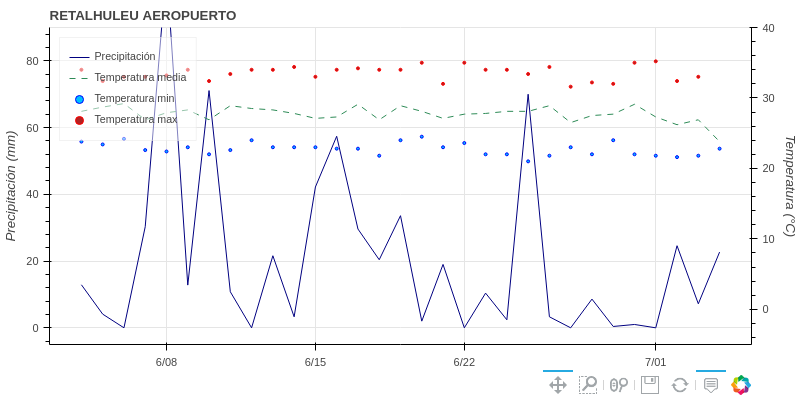 RETALHULEU AEROPUERTO
Precipitación
Temperatura media
Temperatura min
Temperatura max
Precipitación (mm)
Temperatura (°C)
80
60
40
20
0
40
30
20
10
0
6/08
6/15
6/22
7/01